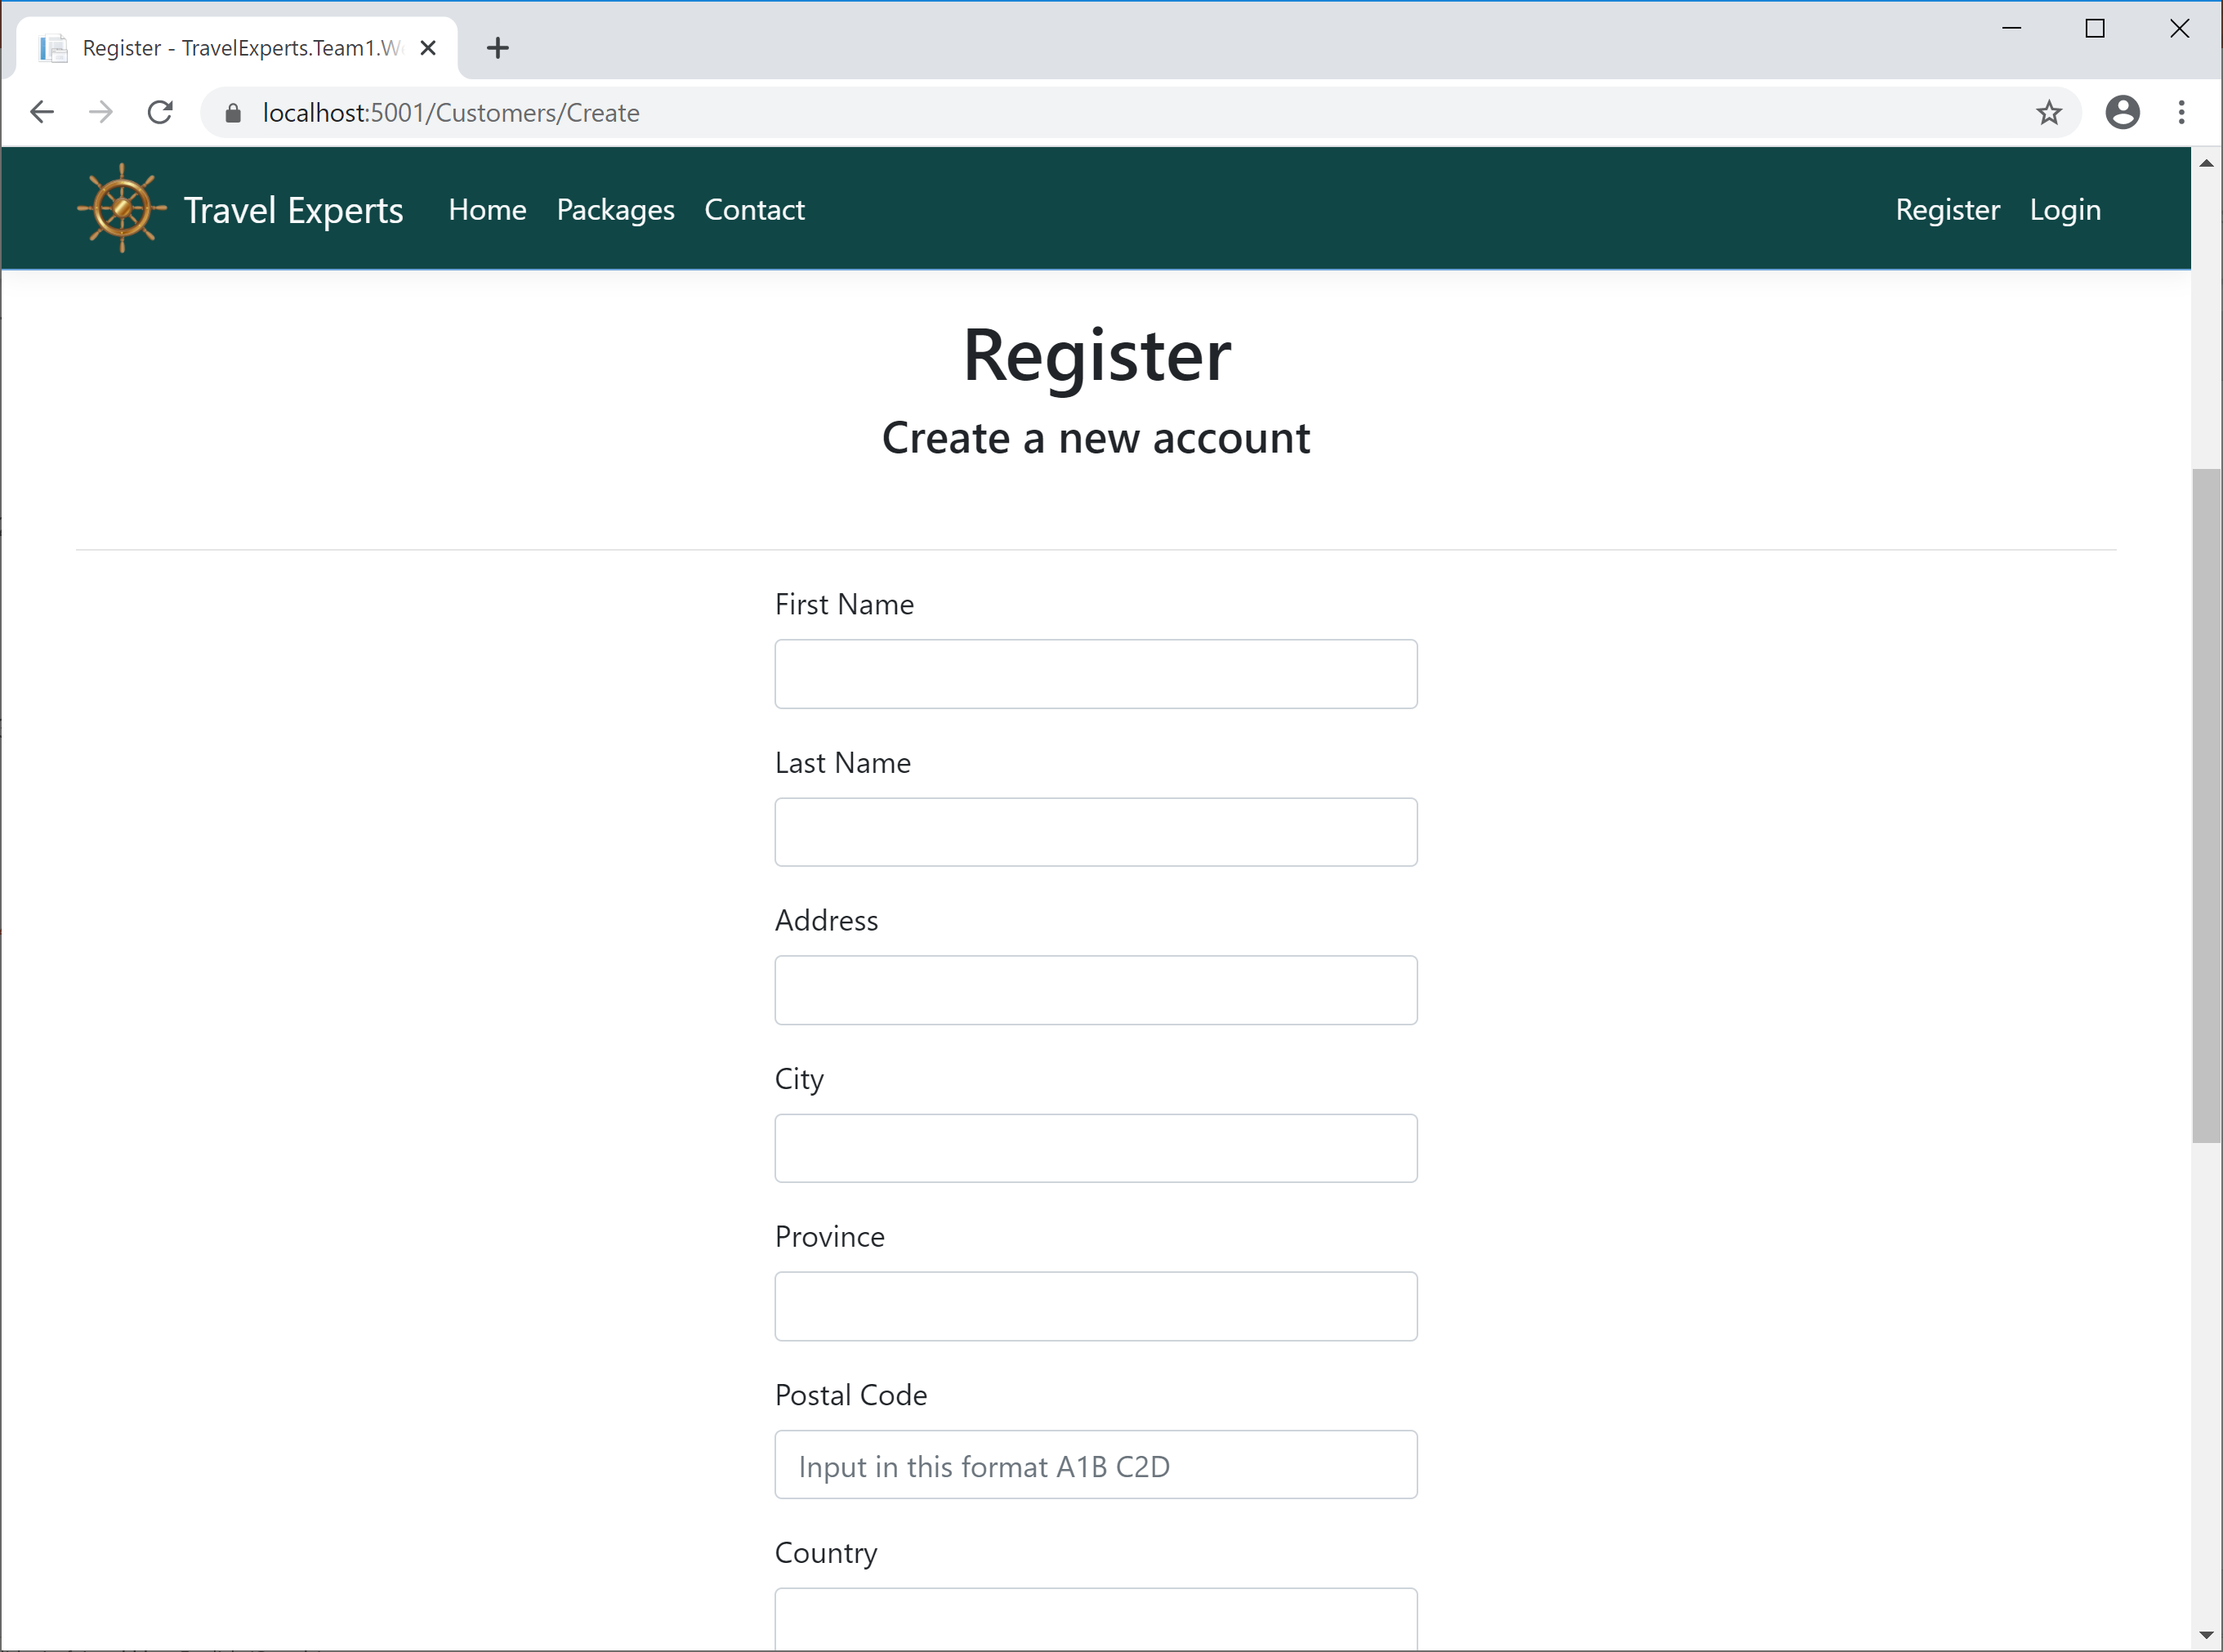 Register - TravelExperts.Team1.We
localhost:5001/Customers/Create
Travel Experts Home Packages Contact Register Login
Register
Create a new account
First Name
Last Name
Address
City
Province
Postal Code
Input in this format A1B C2D
Country